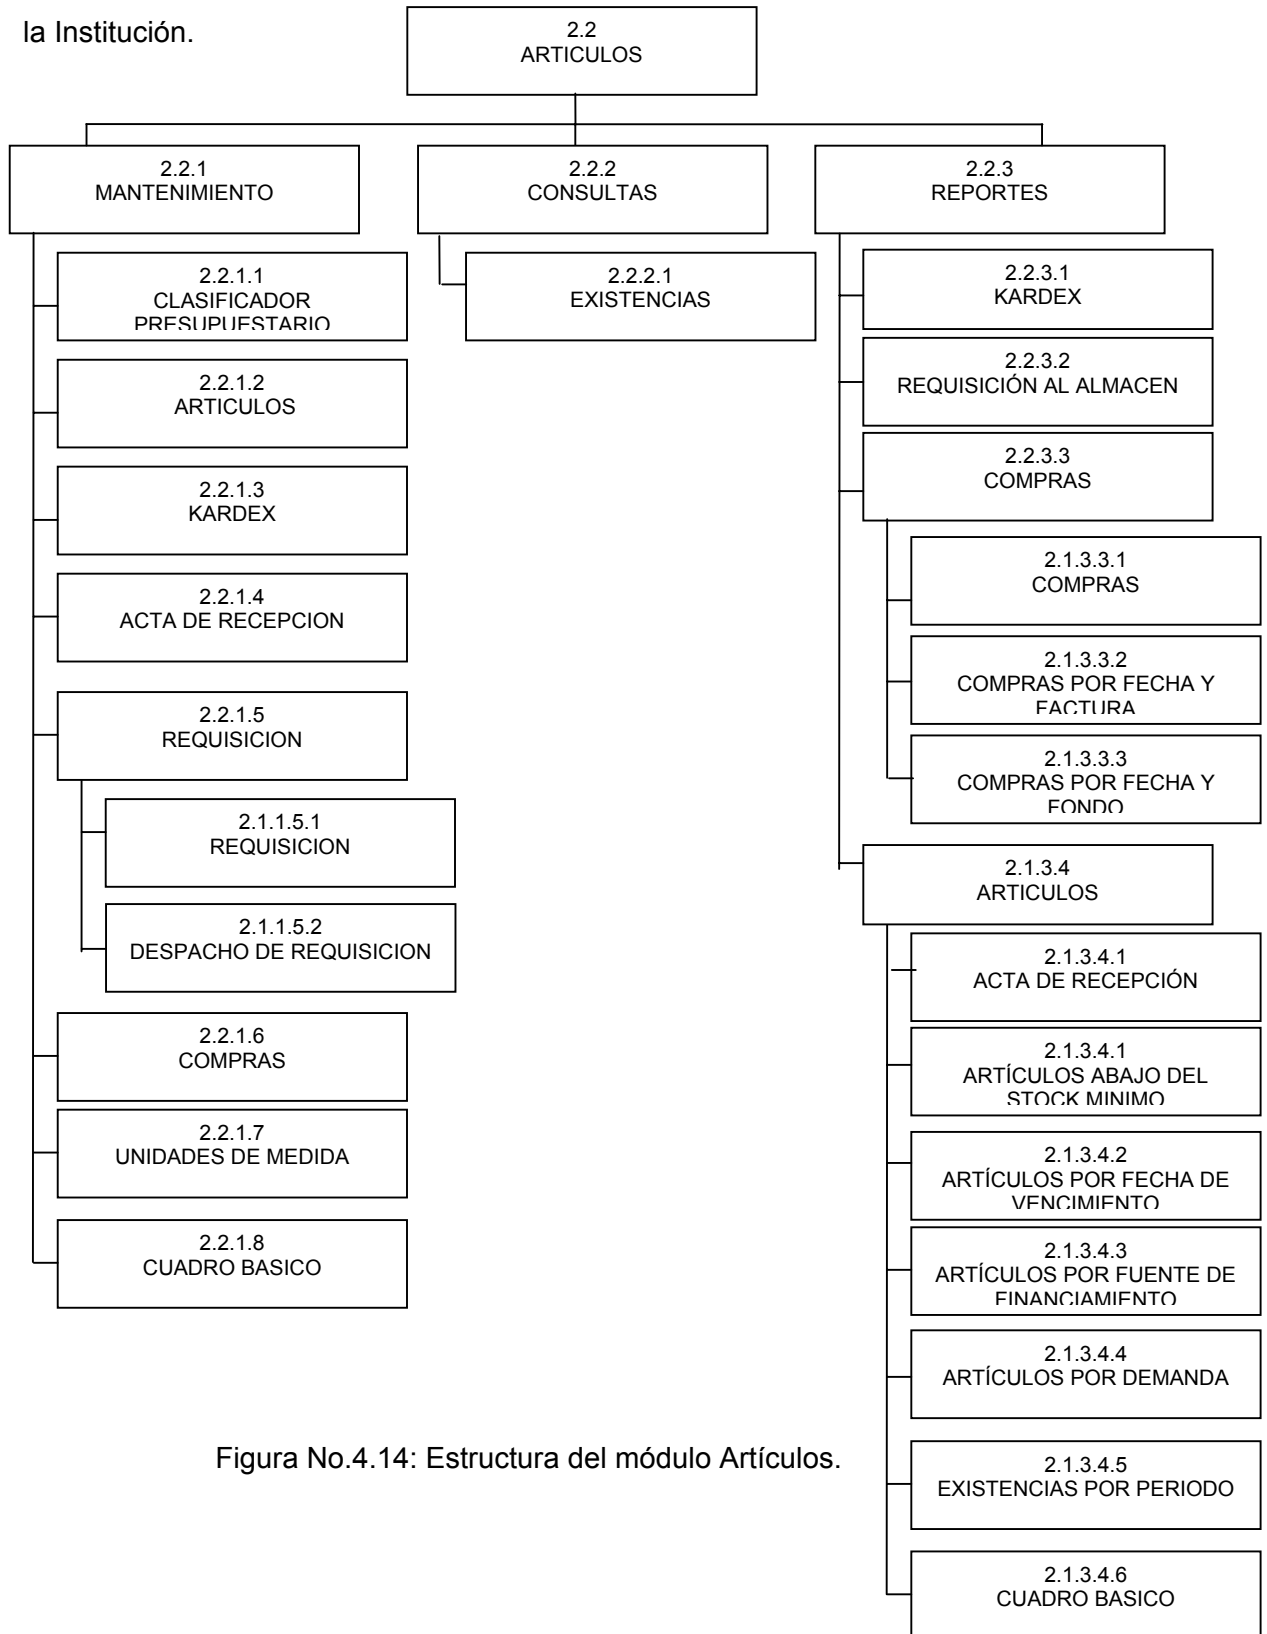 la Institución.
2.2
ARTICULOS
2.2.1
MANTENIMIENTO
2.2.1.1
CLASIFICADOR
PRESUPUESTARIO
2.2.1.2
ARTICULOS
2.2.1.3
KARDEX
2.2.1.4
ACTA DE RECEPCION
2.2.1.5
REQUISICION
2.1.1.5.1
REQUISICION
2.1.1.5.2
DESPACHO DE REQUISICION
2.2.1.6
COMPRAS
2.2.1.7
UNIDADES DE MEDIDA
2.2.1.8
CUADRO BASICO
2.2.2
CONSULTAS
2.2.2.1
EXISTENCIAS
2.2.3
REPORTES
2.2.3.1
KARDEX
2.2.3.2
REQUISICIÓN AL ALMACEN
2.2.3.3
COMPRAS
2.1.3.3.1
COMPRAS
2.1.3.3.2
COMPRAS POR FECHA Y
FACTURA
2.1.3.3.3
COMPRAS POR FECHA Y
FONDO
2.1.3.4
ARTICULOS
2.1.3.4.1
ACTA DE RECEPCIÓN
2.1.3.4.1
ARTÍCULOS ABAJO DEL
STOCK MINIMO
2.1.3.4.2
ARTÍCULOS POR FECHA DE
VENCIMIENTO
2.1.3.4.3
ARTÍCULOS POR FUENTE DE
FINANCIAMIENTO
2.1.3.4.4
ARTÍCULOS POR DEMANDA
2.1.3.4.5
EXISTENCIAS POR PERIODO
2.1.3.4.6
CUADRO BASICO
Figura No.4.14: Estructura del módulo Artículos.